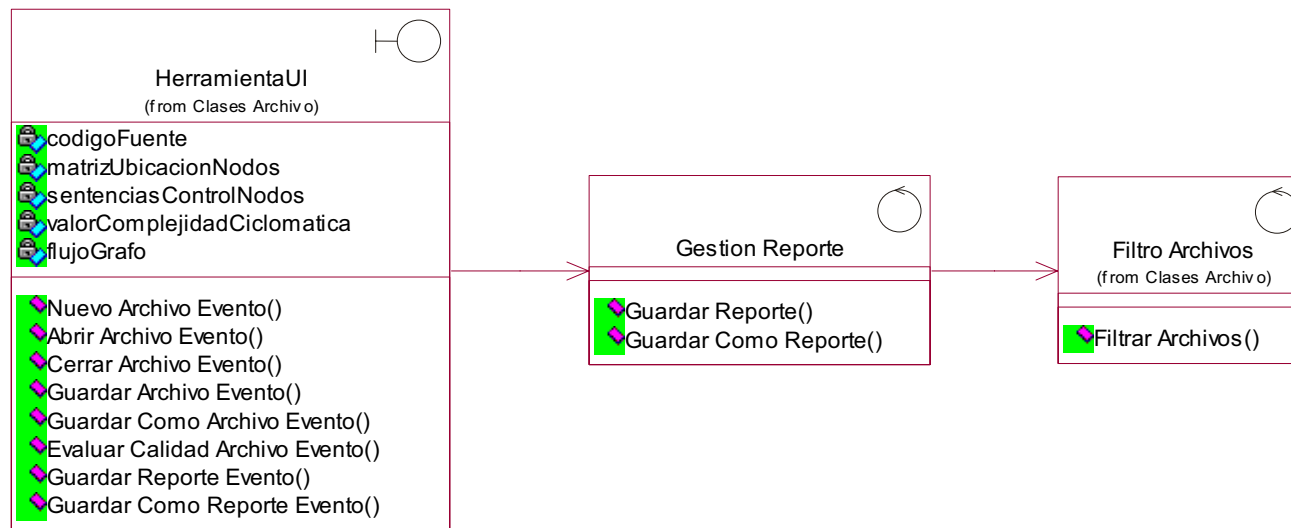 HerramientaUI
(from Clases Archivo)
codigoFuente
matrizUbicacionNodos
sentenciasControlNodos
valorComplejidadCiclomatica
flujoGrafo
Nuevo Archivo Evento()
Abrir Archivo Evento()
Cerrar Archivo Evento()
Guardar Archivo Evento()
Guardar Como Archivo Evento()
Evaluar Calidad Archivo Evento()
Guardar Reporte Evento()
Guardar Como Reporte Evento()
Gestion Reporte
Guardar Reporte()
Guardar Como Reporte()
Filtro Archivos
(from Clases Archivo)
Filtrar Archivos()